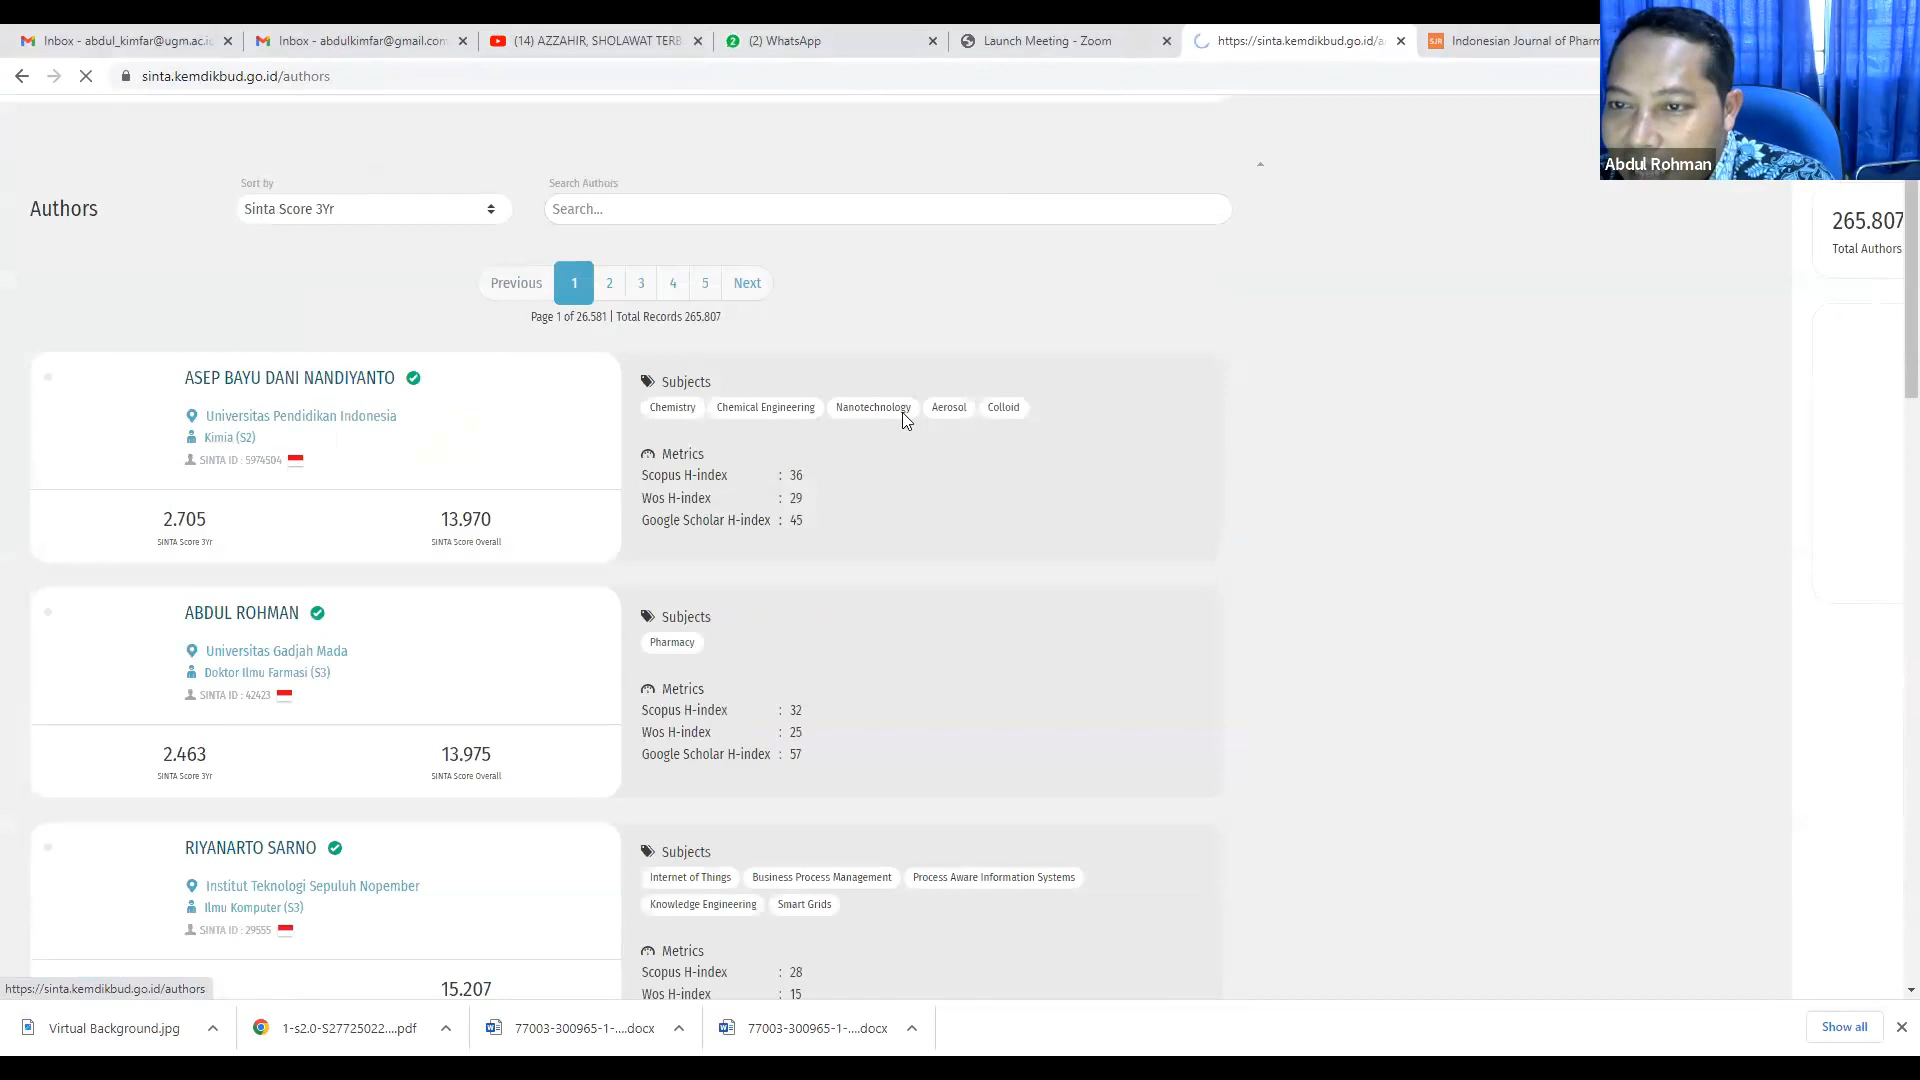 Inbox - abdul_kimfar@ugm.ac.id
Inbox - abdulkimfar@gmail.com
(14) AZZAHIR, SHOLAWAT TERB
(2) WhatsApp
Launch Meeting - Zoom
https://sinta.kemdikbud.go.id/a
SJR
Indonesian Journal of Pharm
sinta.kemdikbud.go.id/authors
Abdul Rohman
Authors
Sort by
Sinta Score 3Yr
Search Authors
Search...
265.807
Total Authors
Previous 1 2 3 4 5 Next
Page 1 of 26.581 | Total Records 265.807
ASEP BAYU DANI NANDIYANTO
Universitas Pendidikan Indonesia
Kimia (S2)
SINTA ID : 5974504
2.705
SINTA Score 3Yr
13.970
SINTA Score Overall
Subjects
Chemistry Chemical Engineering Nanotechnology Aerosol Colloid
Metrics
Scopus H-index : 36
Wos H-index : 29
Google Scholar H-index : 45
ABDUL ROHMAN
Universitas Gadjah Mada
Doktor Ilmu Farmasi (S3)
SINTA ID : 42423
2.463
SINTA Score 3Yr
13.975
SINTA Score Overall
Subjects
Pharmacy
Metrics
Scopus H-index : 32
Wos H-index : 25
Google Scholar H-index : 57
RIYANARTO SARNO
Institut Teknologi Sepuluh Nopember
Ilmu Komputer (S3)
SINTA ID : 29555
15.207
Subjects
Internet of Things Business Process Management Process Aware Information Systems
Knowledge Engineering Smart Grids
Metrics
Scopus H-index : 28
Wos H-index : 15
https://sinta.kemdikbud.go.id/authors
Virtual Background.jpg
1-s2.0-S27725022....pdf
77003-300965-1-....docx
77003-300965-1-....docx
Show all